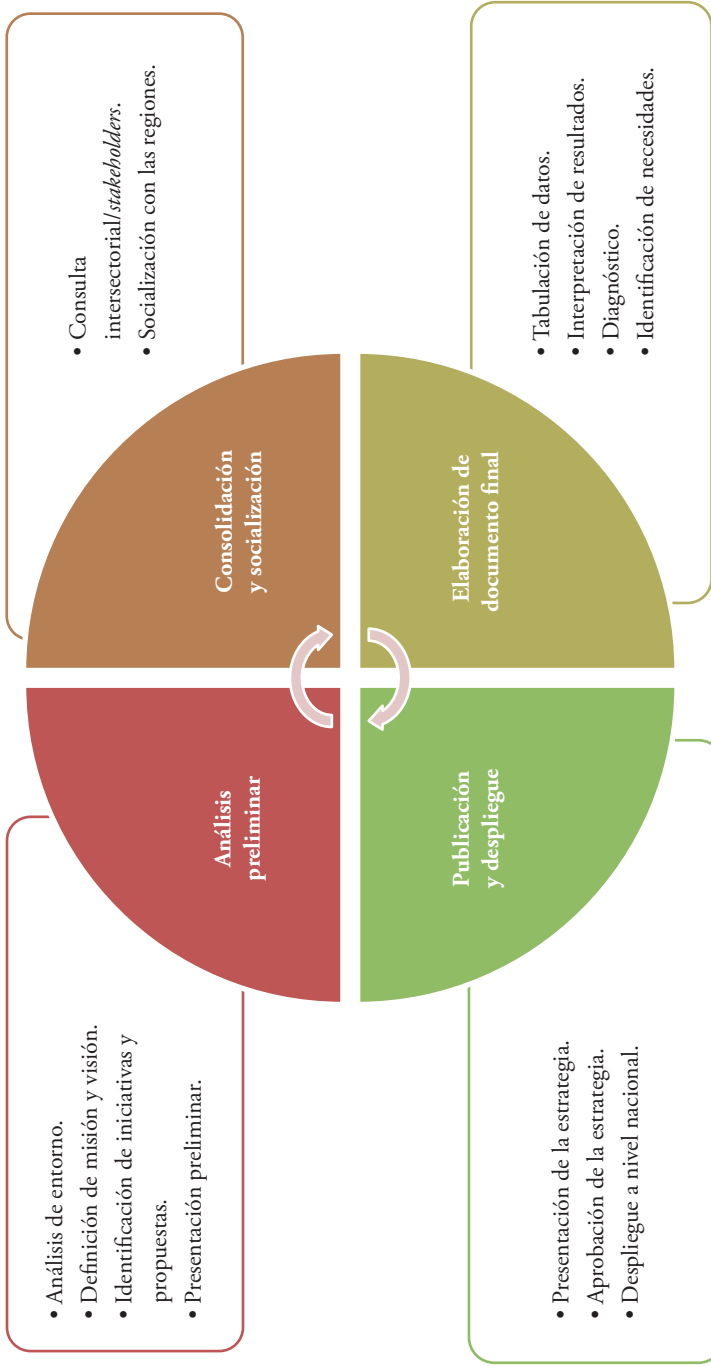 • Análisis de entorno.
• Definición de misión y visión.
• Identificación de iniciativas y
propuestas.
• Presentación preliminar.
Análisis
preliminar
• Consulta
intersectorial/stakeholders.
• Socialización con las regiones.
Consolidación
y socialización
• Tabulación de datos.
• Interpretación de resultados.
• Diagnóstico.
• Identificación de necesidades.
Elaboración de
documento final
• Presentación de la estrategia.
• Aprobación de la estrategia.
• Despliegue a nivel nacional.
Publicación
y despliegue